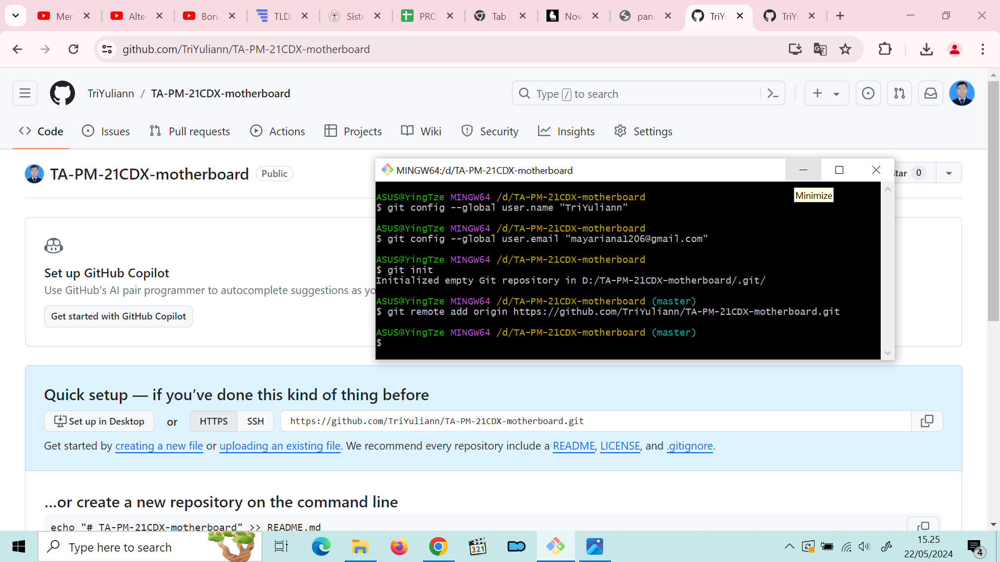 Men
Alte
Bon
TLD
Siste
PRO
Tab
Nov
pand
TriYu
TriYu
github.com/TriYuliann/TA-PM-21CDX-motherboard
TriYuliann / TA-PM-21CDX-motherboard
Type / to search
Code
Issues
Pull requests
Actions
Projects
Wiki
Security
Insights
Settings
TA-PM-21CDX-motherboard
Public
Star 0
MINGW64:/d/TA-PM-21CDX-motherboard
Minimize
ASUS@YingTze MINGW64 /d/TA-PM-21CDX-motherboard
$ git config --global user.name "TriYuliann"
ASUS@YingTze MINGW64 /d/TA-PM-21CDX-motherboard
$ git config --global user.email "mayariana1206@gmail.com"
ASUS@YingTze MINGW64 /d/TA-PM-21CDX-motherboard
$ git init
Initialized empty Git repository in D:/TA-PM-21CDX-motherboard/.git/
ASUS@YingTze MINGW64 /d/TA-PM-21CDX-motherboard (master)
$ git remote add origin https://github.com/TriYuliann/TA-PM-21CDX-motherboard.git
ASUS@YingTze MINGW64 /d/TA-PM-21CDX-motherboard (master)
$
Set up GitHub Copilot
Use GitHub's AI pair programmer to autocomplete suggestions as yo
Get started with GitHub Copilot
Quick setup — if you’ve done this kind of thing before
Set up in Desktop or HTTPS SSH https://github.com/TriYuliann/TA-PM-21CDX-motherboard.git
Get started by creating a new file or uploading an existing file. We recommend every repository include a README, LICENSE, and .gitignore.
…or create a new repository on the command line
echo "# TA-PM-21CDX-motherboard" >> README.md
Type here to search
321
15.25
22/05/2024
4